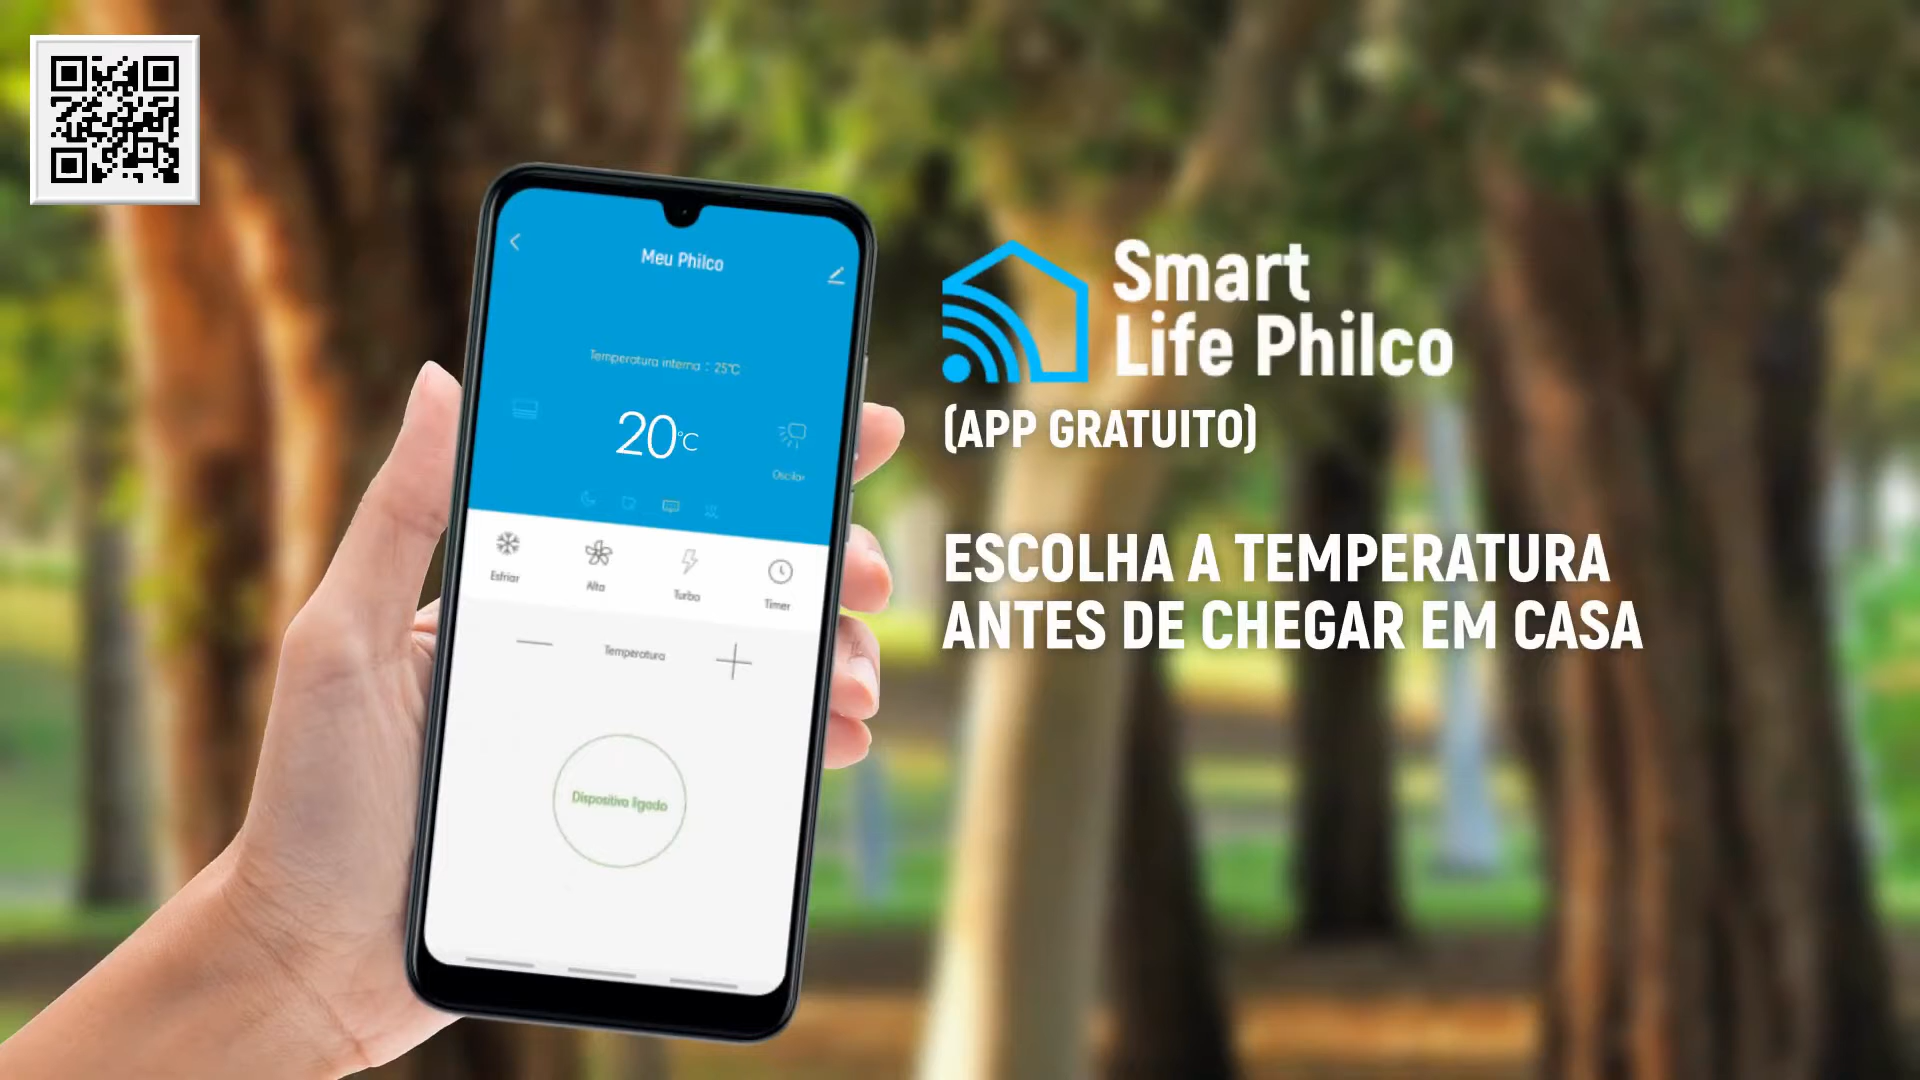 Meu Philco
Temperatura interna : 25°C
20°C
Oscilar
Esfriar
Alta
Turbo
Timer
Temperatura
Dispositivo ligado
Smart
Life Philco
(APP GRATUITO)
ESCOLHA A TEMPERATURA
ANTES DE CHEGAR EM CASA